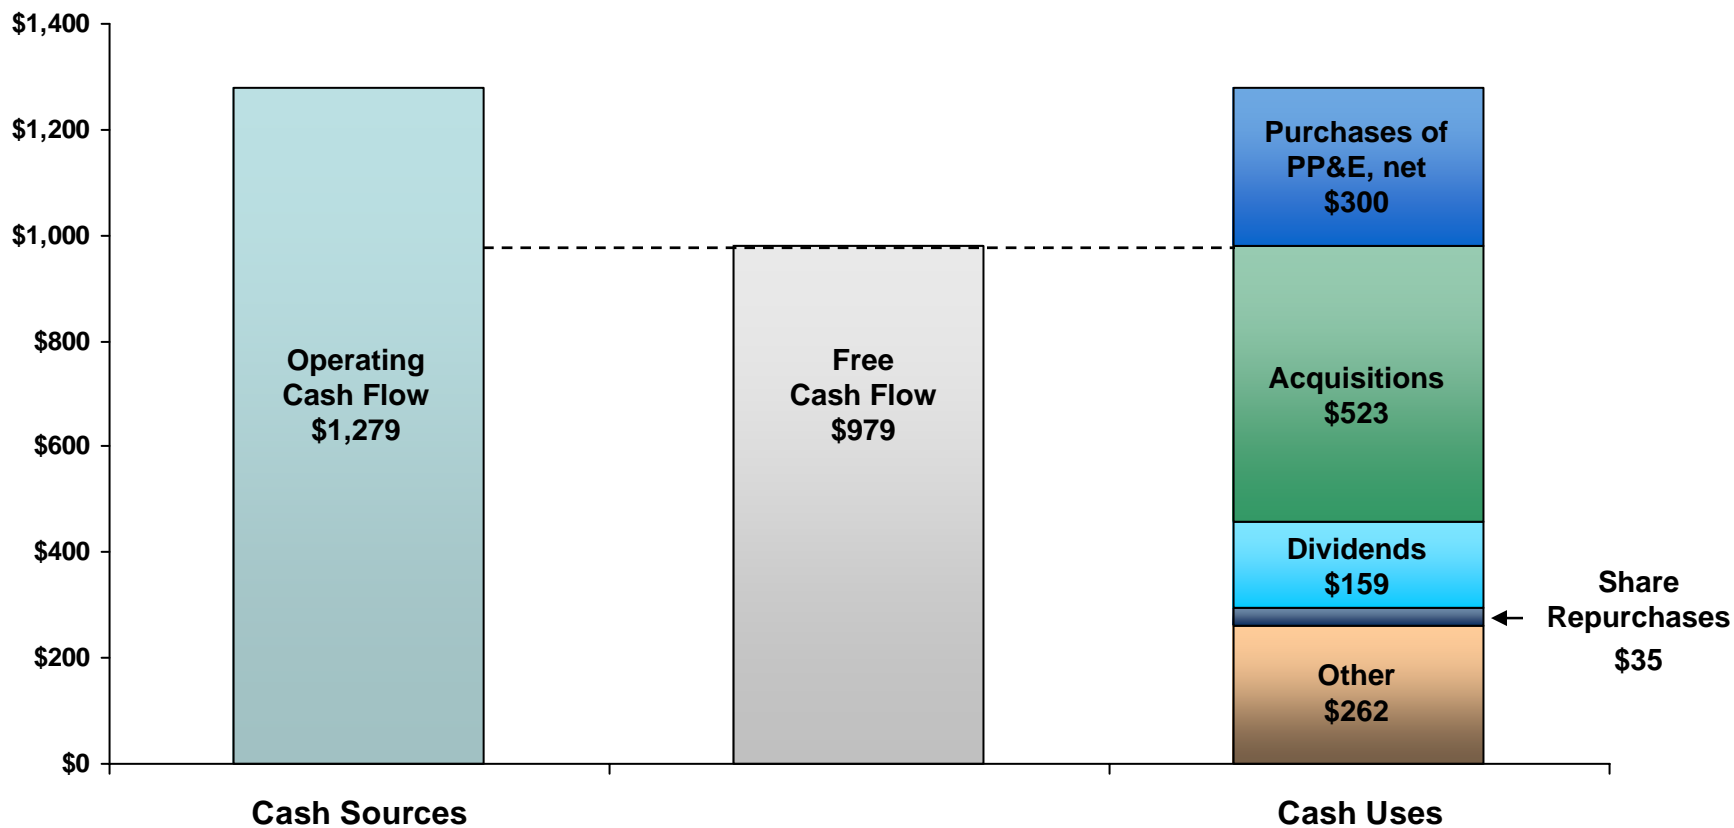 $1,400
$1,200
$1,000
$800
$600
$400
$200
$0
Operating
Cash Flow
$1,279
Free
Cash Flow
$979
Purchases of
PP&E, net
$300
Acquisitions
$523
Dividends
$159
Share
Repurchases
$35
Other
$262
Cash Sources
Cash Uses